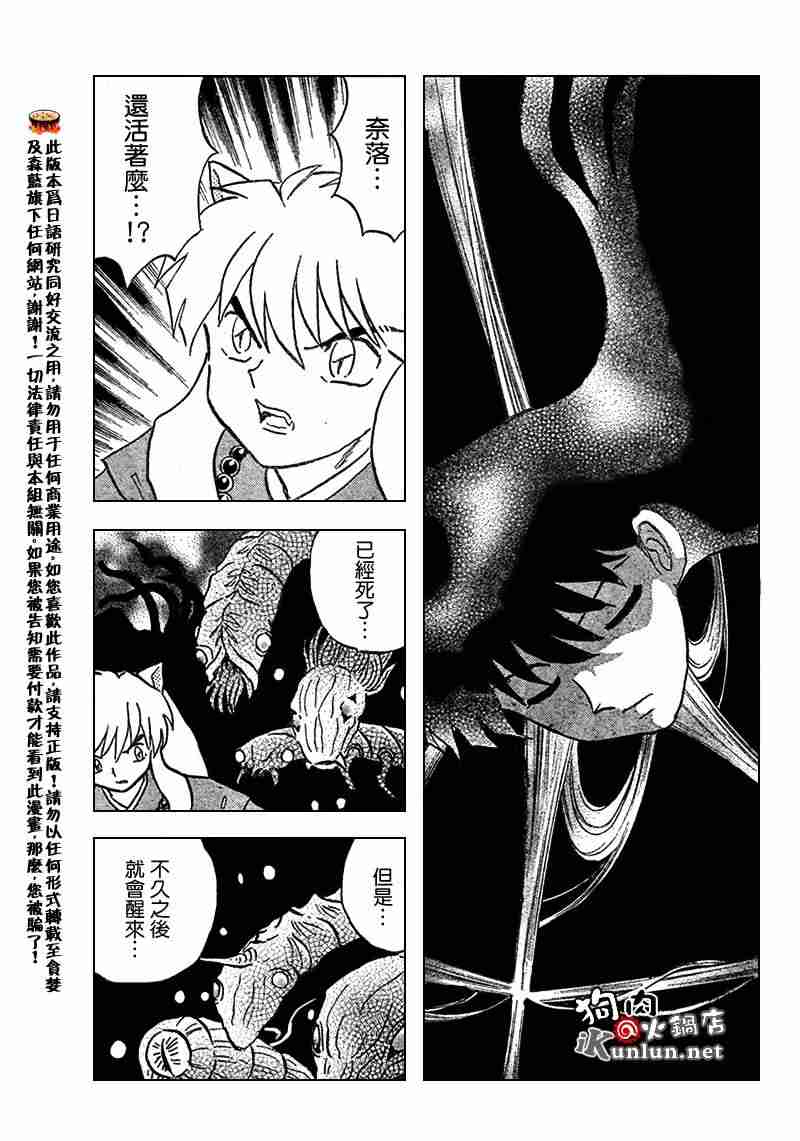 奈落…
還活著麼…!?
已經死了…
但是…
不久之後
就會醒來…
此版本爲日語研究同好交流之用,請勿用于任何商業用途。如您喜歡此作品,請支持正版！請勿以任何形式轉載至貪婪
及森藍旗下任何網站,謝謝！一切法律責任與本組無關。如果您被告知需要付款才能看到此漫畫,那麼,您被騙了！
狗肉
@火鍋店
iKunlun.net